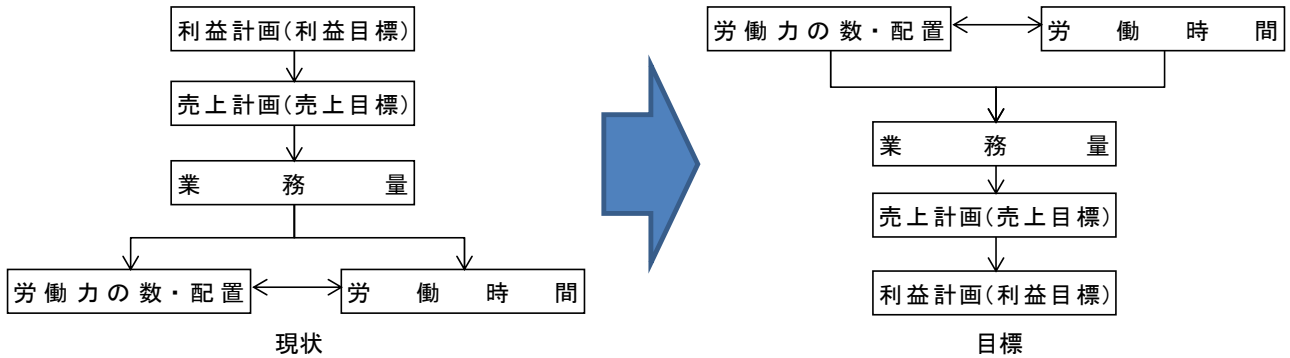 利益計画(利益目標)
売上計画(売上目標)
業務量
労働力の数・配置
労働時間
現状
労働力の数・配置
労働時間
業務量
売上計画(売上目標)
利益計画(利益目標)
目標